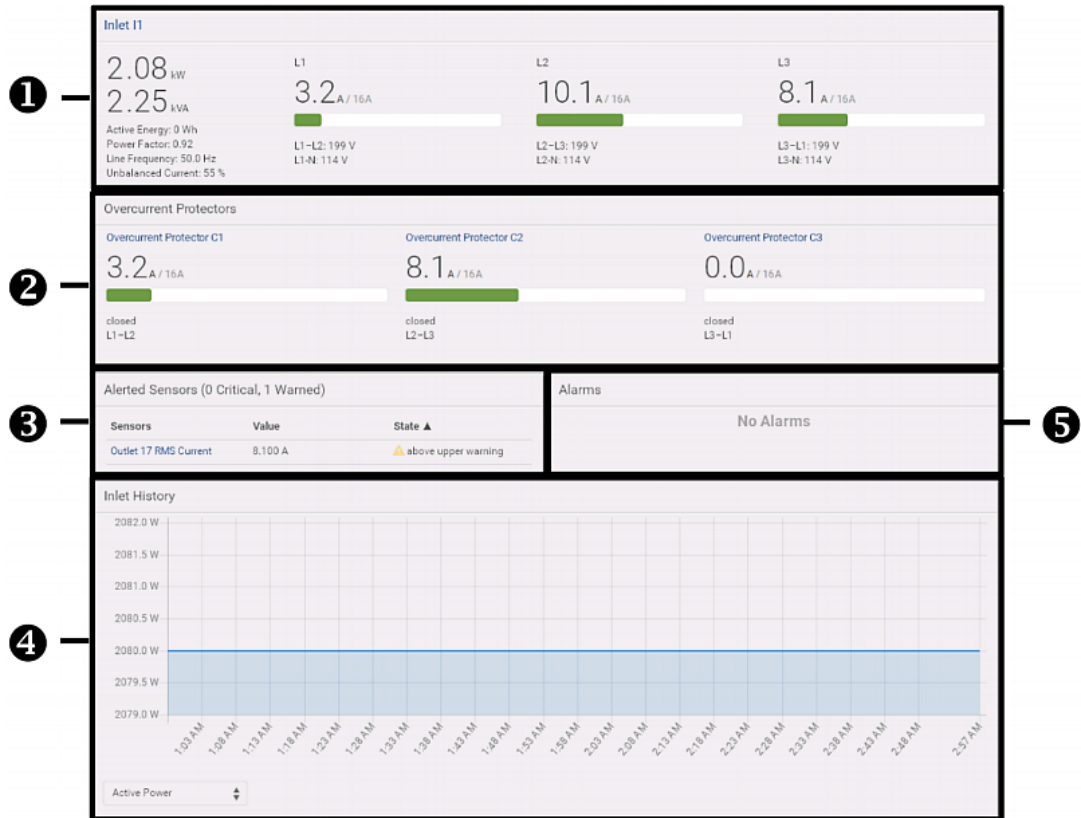 Inlet I1
2.08 kW
2.25 kVA
Active Energy: 0 Wh
Power Factor: 0.92
Line Frequency: 50.0 Hz
Unbalanced Current: 55 %
L1
3.2 A / 16A
L1-L2: 199 V
L1-N: 114 V
L2
10.1 A / 16A
L2-L3: 199 V
L2-N: 114 V
L3
8.1 A / 16A
L3-L1: 199 V
L3-N: 114 V
1
Overcurrent Protectors
Overcurrent Protector C1
3.2 A / 16A
closed
L1-L2
Overcurrent Protector C2
8.1 A / 16A
closed
L2-L3
Overcurrent Protector C3
0.0 A / 16A
closed
L3-L1
2
Alerted Sensors (0 Critical, 1 Warned)
Sensors Value State ▲
Outlet 17 RMS Current 8.100 A above upper warning
3
Alarms
No Alarms
5
Inlet History
2082.0 W
2081.5 W
2081.0 W
2080.5 W
2080.0 W
2079.5 W
2079.0 W
4
1:03 AM
1:08 AM
1:13 AM
1:18 AM
1:23 AM
1:28 AM
1:33 AM
1:38 AM
1:43 AM
1:48 AM
1:53 AM
1:58 AM
2:03 AM
2:08 AM
2:13 AM
2:18 AM
2:23 AM
2:28 AM
2:33 AM
2:38 AM
2:43 AM
2:48 AM
2:57 AM
Active Power